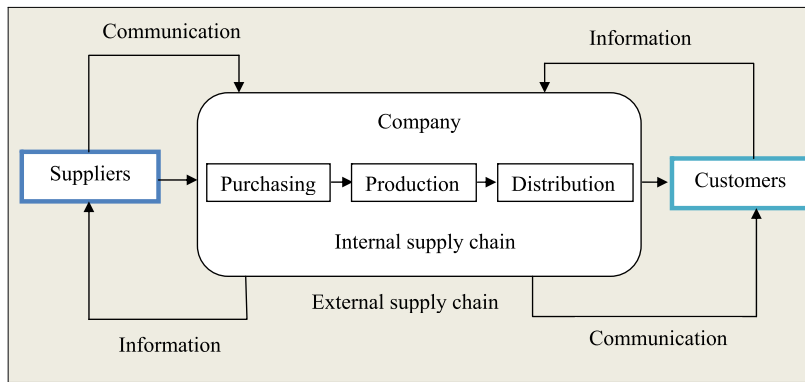 Communication
Information
Company
Suppliers
Purchasing
Production
Distribution
Customers
Internal supply chain
External supply chain
Information
Communication